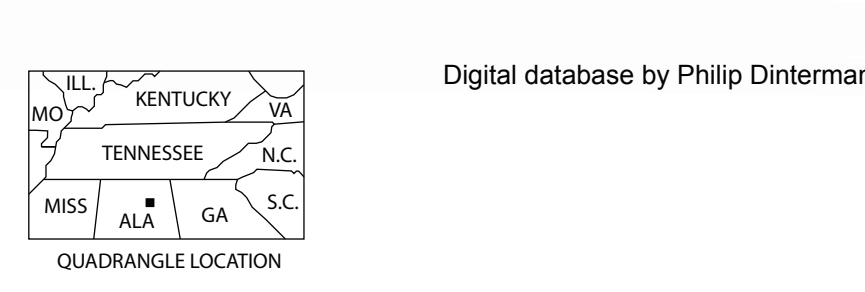 Digital database by Philip Dinterman
ILL.
MO
KENTUCKY
VA
TENNESSEE
N.C.
MISS
ALA
GA
S.C.
QUADRANGLE LOCATION